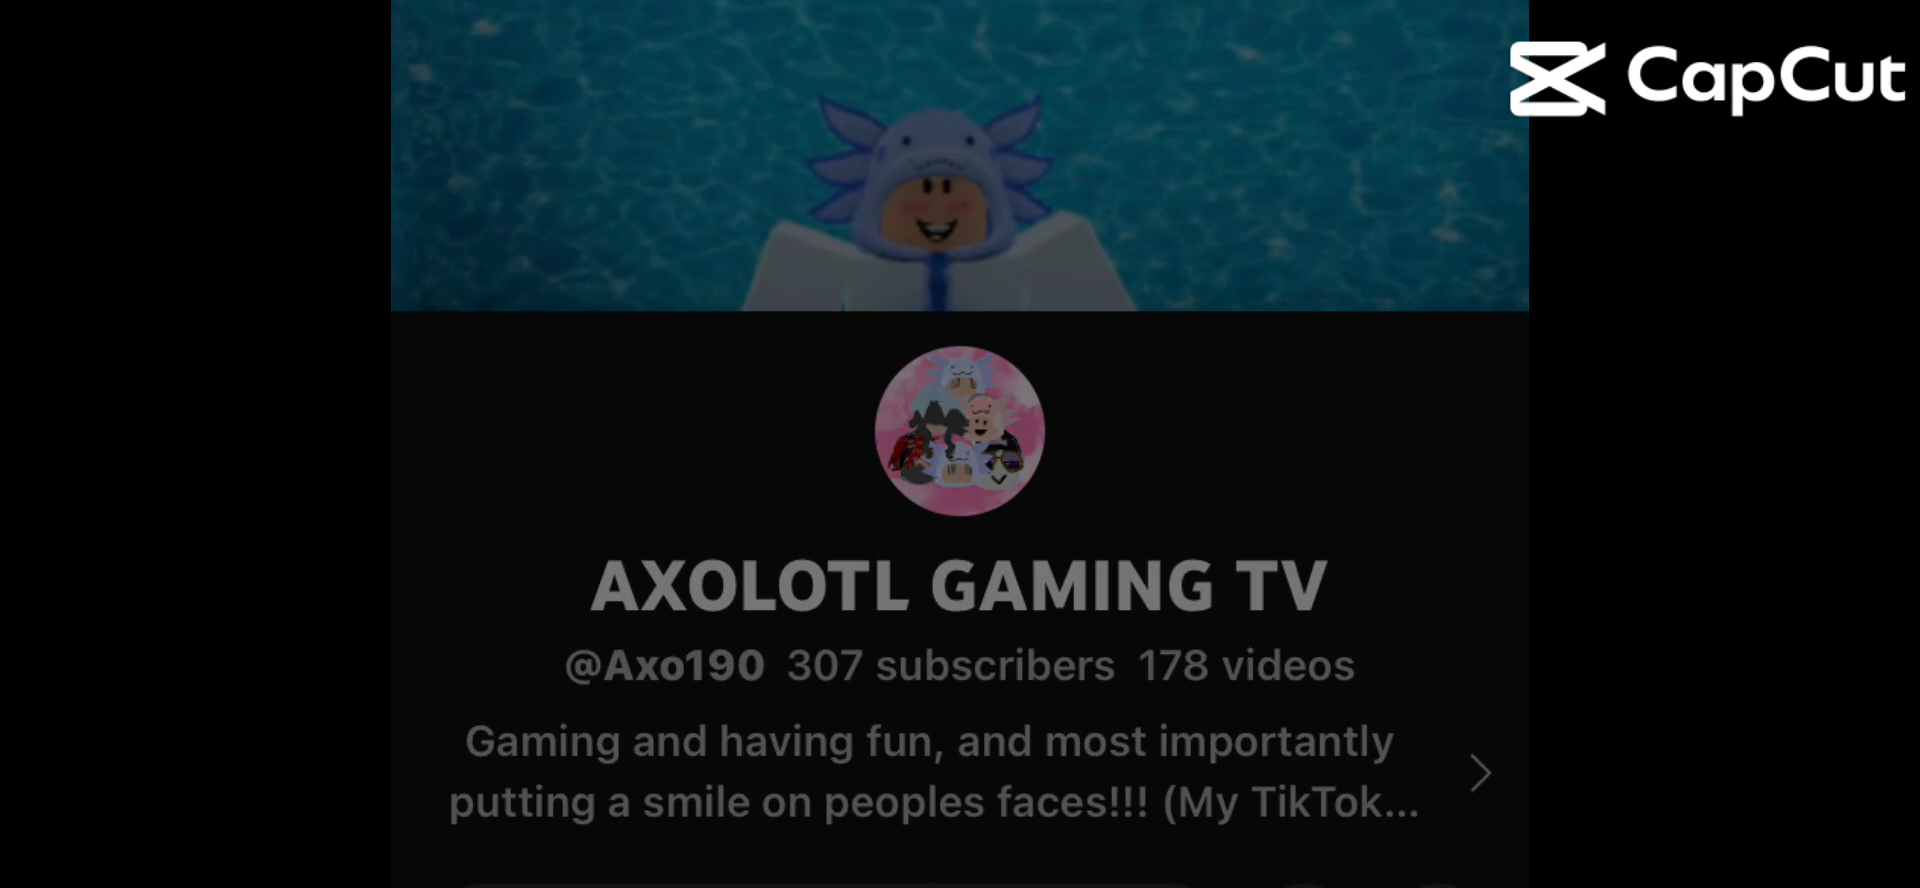 CapCut
AXOLOTL GAMING TV
@Axo190 307 subscribers 178 videos
Gaming and having fun, and most importantly
putting a smile on peoples faces!!! (My TikTok...